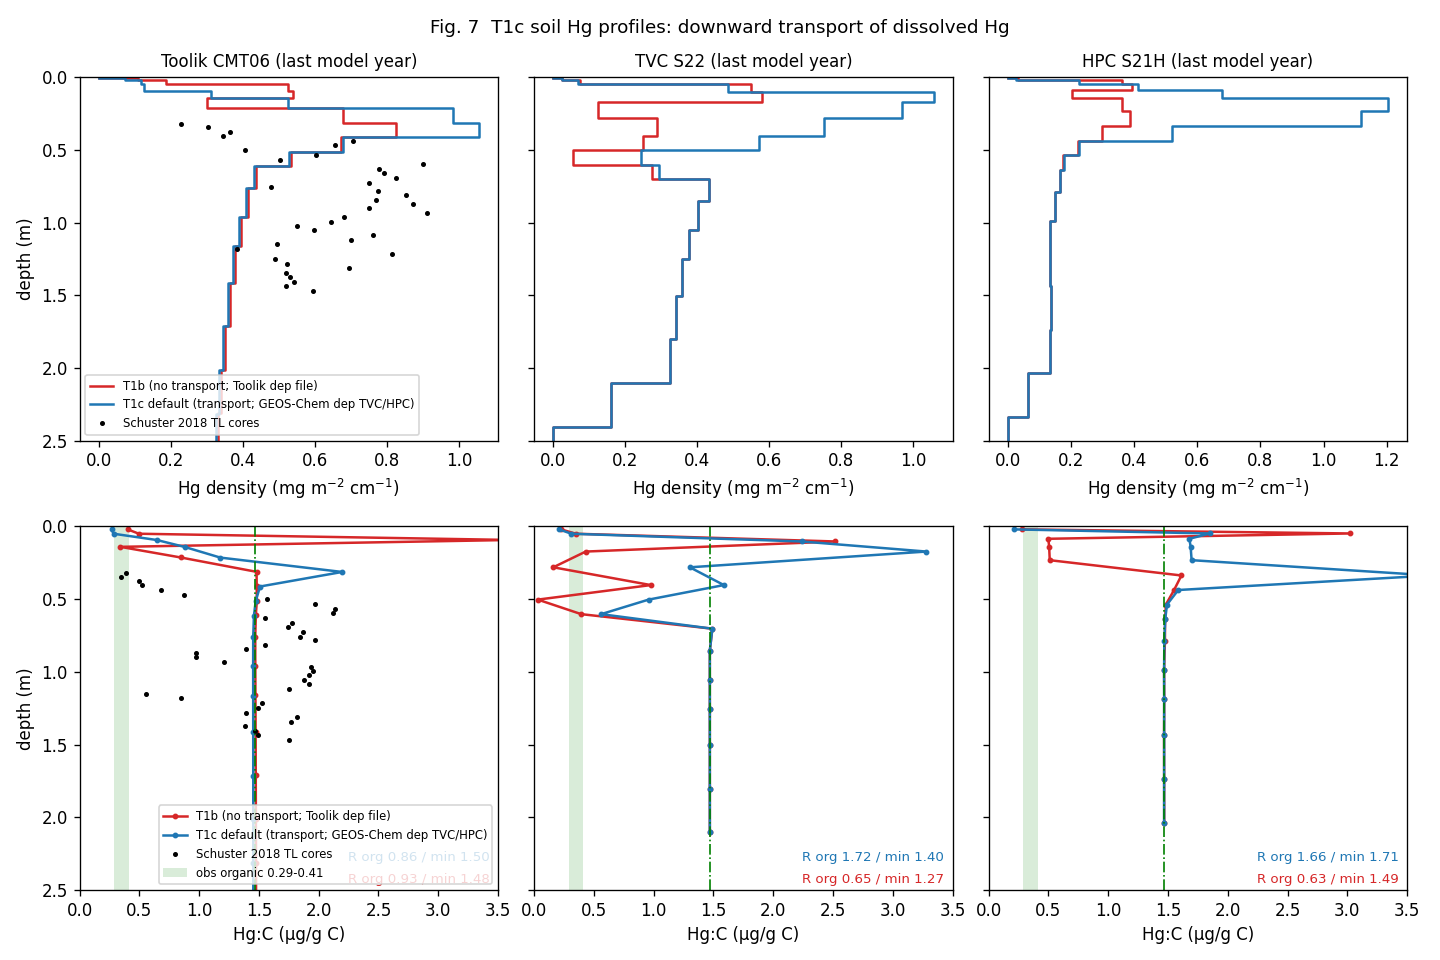 Fig. 7  T1c soil Hg profiles: downward transport of dissolved Hg
Toolik CMT06 (last model year)
TVC S22 (last model year)
HPC S21H (last model year)
0.0
0.5
1.0
1.5
2.0
2.5
depth (m)
T1b (no transport; Toolik dep file)
T1c default (transport; GEOS-Chem dep TVC/HPC)
Schuster 2018 TL cores
0.0 0.2 0.4 0.6 0.8 1.0
0.0 0.2 0.4 0.6 0.8 1.0
0.0 0.2 0.4 0.6 0.8 1.0 1.2
Hg density (mg m⁻² cm⁻¹)
Hg density (mg m⁻² cm⁻¹)
Hg density (mg m⁻² cm⁻¹)
0.0
0.5
1.0
1.5
2.0
2.5
depth (m)
T1b (no transport; Toolik dep file)
T1c default (transport; GEOS-Chem dep TVC/HPC)
Schuster 2018 TL cores
obs organic 0.29-0.41
R org 0.86 / min 1.50
R org 0.93 / min 1.48
R org 1.72 / min 1.40
R org 0.65 / min 1.27
R org 1.66 / min 1.71
R org 0.63 / min 1.49
0.0 0.5 1.0 1.5 2.0 2.5 3.0 3.5
0.0 0.5 1.0 1.5 2.0 2.5 3.0 3.5
0.0 0.5 1.0 1.5 2.0 2.5 3.0 3.5
Hg:C (μg/g C)
Hg:C (μg/g C)
Hg:C (μg/g C)